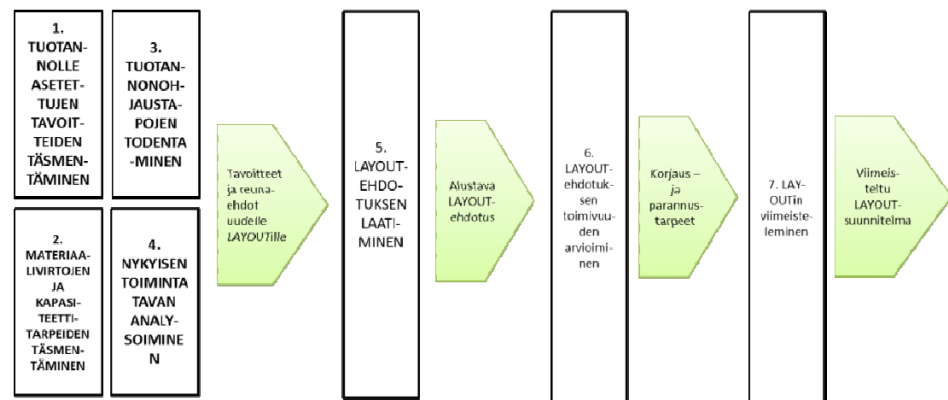 1.
TUOTAN-
NOLLE
ASETET-
TUJEN
TAVOIT-
TEIDEN
TÄSMEN-
TÄMINEN
2.
MATERIAA-
LIVIRTOJEN
JA
KAPASI-
TEETTI-
TARPEIDEN
TÄSMEN-
TÄMINEN
3.
TUOTAN-
NONOH-
JAUSTA-
POJEN
TODENTA
-MINEN
4.
NYKYISEN
TOIMINTA
TAVAN
ANALY-
SOIMINE
N
Tavoitteet
ja reuna-
ehdot
uudelle
LAYOUTille
5.
LAYOUT-
EHDO-
TUKSEN
LAATI-
MINEN
Alustava
LAYOUT-
ehdotus
6.
LAYOUT-
ehdotuk-
sen
toimivuu-
den
arvioimi-
nen
Korjaus –
ja
parannus-
tarpeet
7. LAY-
OUTin
viimeiste-
leminen
Viimeis-
telty
LAYOUT-
suunnitelma